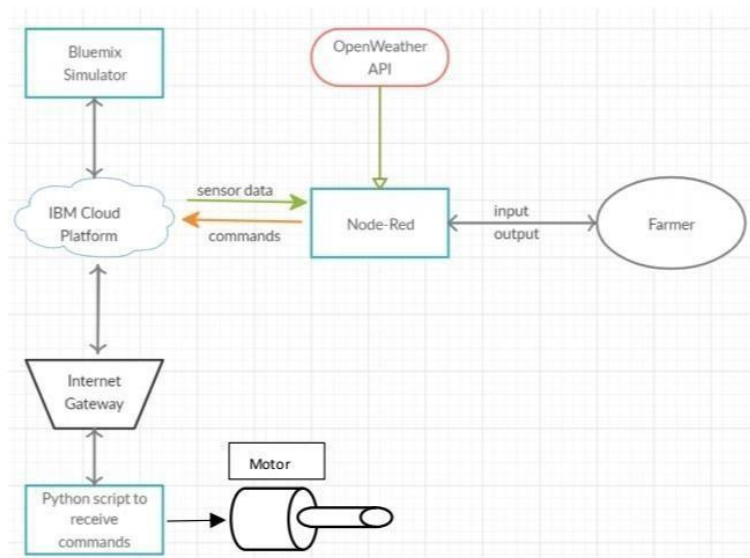 Bluemix
Simulator
OpenWeather
API
sensor data
IBM Cloud
Platform
commands
Node-Red
input
output
Farmer
Internet
Gateway
Motor
Python script to
receive
commands